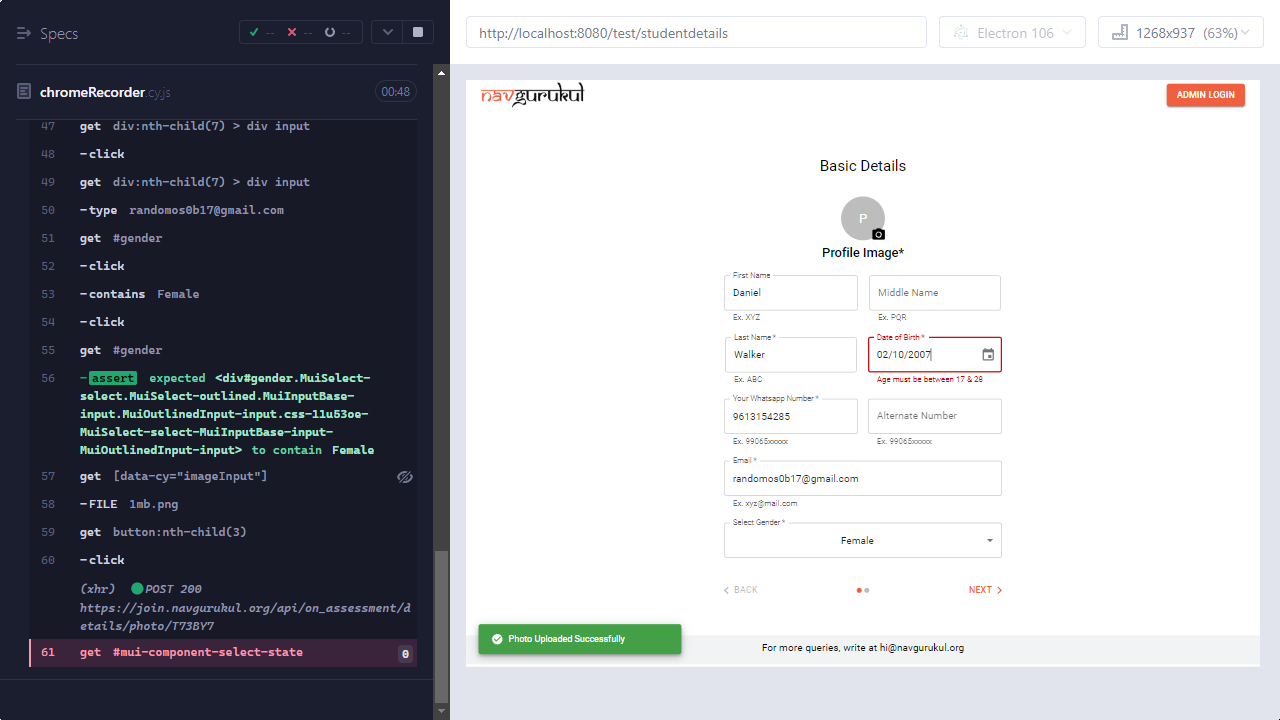 Specs
-- -- --
chromeRecorder.cy.js
00:48
47 get div:nth-child(7) > div input
48 -click
49 get div:nth-child(7) > div input
50 -type randomos0b17@gmail.com
51 get #gender
52 -click
53 -contains Female
54 -click
55 get #gender
56 -assert expected <div#gender.MuiSelect-
select.MuiSelect-outlined.MuiInputBase-
input.MuiOutlinedInput-input.css-11u53oe-
MuiSelect-select-MuiInputBase-input-
MuiOutlinedInput-input> to contain Female
57 get [data-cy="imageInput"]
58 -FILE 1mb.png
59 get button:nth-child(3)
60 -click
(xhr) POST 200
https://join.navgurukul.org/api/on_assessment/d
etails/photo/T73BY7
61 get #mui-component-select-state 0
http://localhost:8080/test/studentdetails
Electron 106
1268x937 (63%)
navgurukul
ADMIN LOGIN
Basic Details
P
Profile Image*
First Name
Daniel
Ex. XYZ
Middle Name
Ex. PQR
Last Name *
Walker
Ex. ABC
Date of Birth *
02/10/2007
Age must be between 17 & 28
Your Whatsapp Number *
9613154285
Ex. 99065xxxxx
Alternate Number
Ex. 99065xxxxx
Email *
randomos0b17@gmail.com
Ex. xyz@mail.com
Select Gender *
Female
BACK
NEXT
Photo Uploaded Successfully
For more queries, write at hi@navgurukul.org